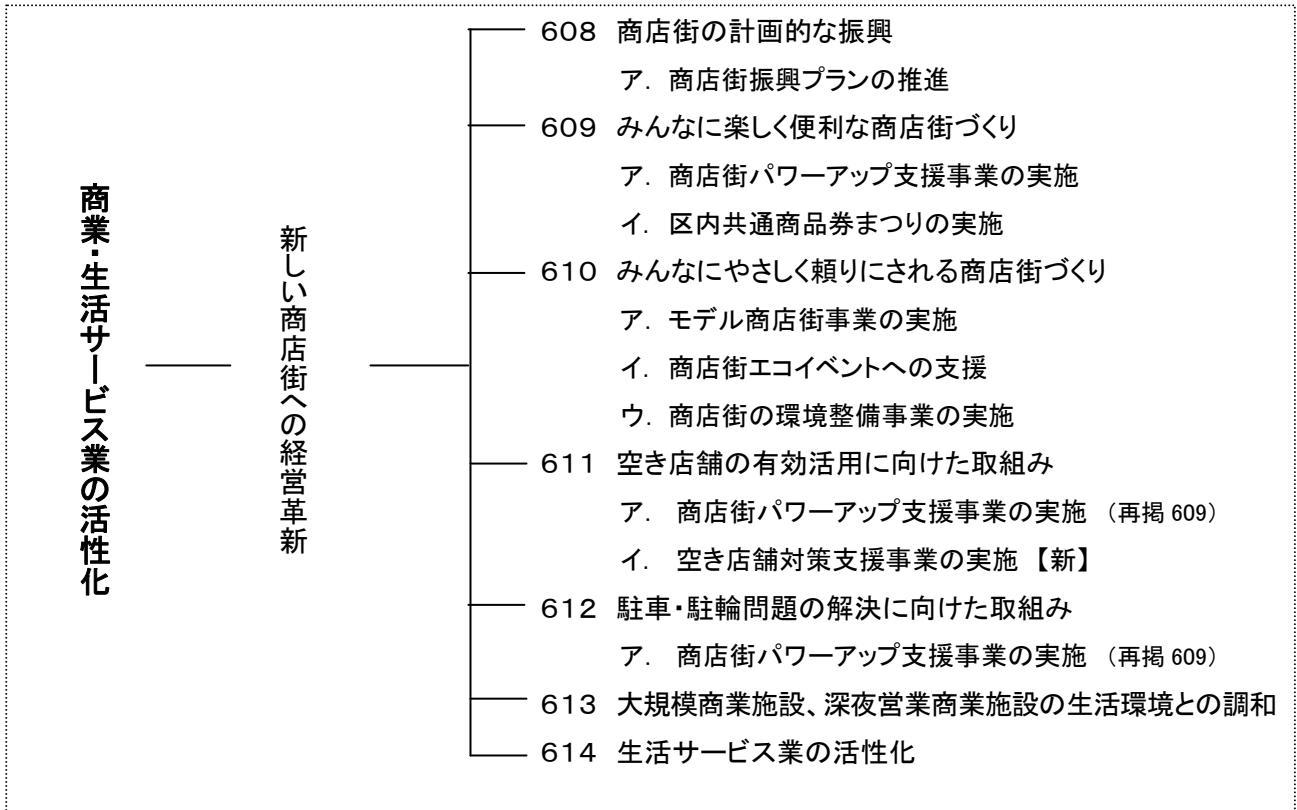 商業・生活サービス業の活性化
新しい商店街への経営革新
６０８ 商店街の計画的な振興
ア． 商店街振興プランの推進
６０９ みんなに楽しく便利な商店街づくり
ア． 商店街パワーアップ支援事業の実施
イ． 区内共通商品券まつりの実施
６１０ みんなにやさしく頼りにされる商店街づくり
ア． モデル商店街事業の実施
イ． 商店街エコイベントへの支援
ウ． 商店街の環境整備事業の実施
６１１ 空き店舗の有効活用に向けた取組み
ア． 商店街パワーアップ支援事業の実施 （再掲 609）
イ． 空き店舗対策支援事業の実施 【新】
６１２ 駐車・駐輪問題の解決に向けた取組み
ア． 商店街パワーアップ支援事業の実施 （再掲 609）
６１３ 大規模商業施設、深夜営業商業施設の生活環境との調和
６１４ 生活サービス業の活性化